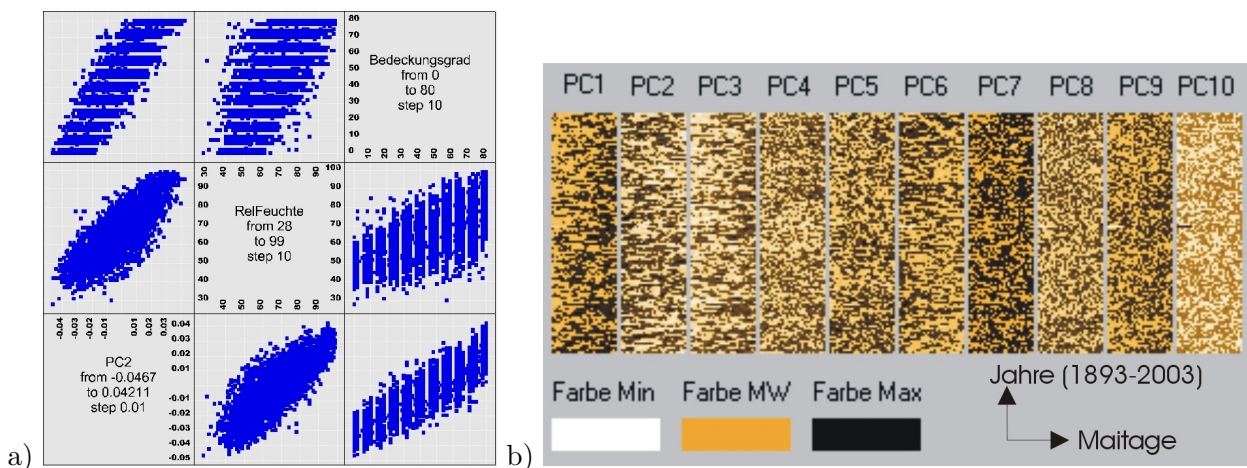 80
70
60
50
40
30
20
10
0
Bedeckungsgrad
from 0
to 80
step 10
10 20 30 40 50 60 70 80
30 40 50 60 70 80 90
90
80
70
60
50
40
30
RelFeuchte
from 28
to 99
step 10
100
90
80
70
60
50
40
30
40 50 60 70 80 90
-0.04 -0.03 -0.02 -0.01 0.01 0.02 0.03
PC2
from -0.0467
to 0.04211
step 0.01
0.04
0.03
0.02
0.01
-0.01
-0.02
-0.03
-0.04
-0.05
a)
PC1 PC2 PC3 PC4 PC5 PC6 PC7 PC8 PC9 PC10
Farbe Min Farbe MW Farbe Max
Jahre (1893-2003)
Maitage
b)